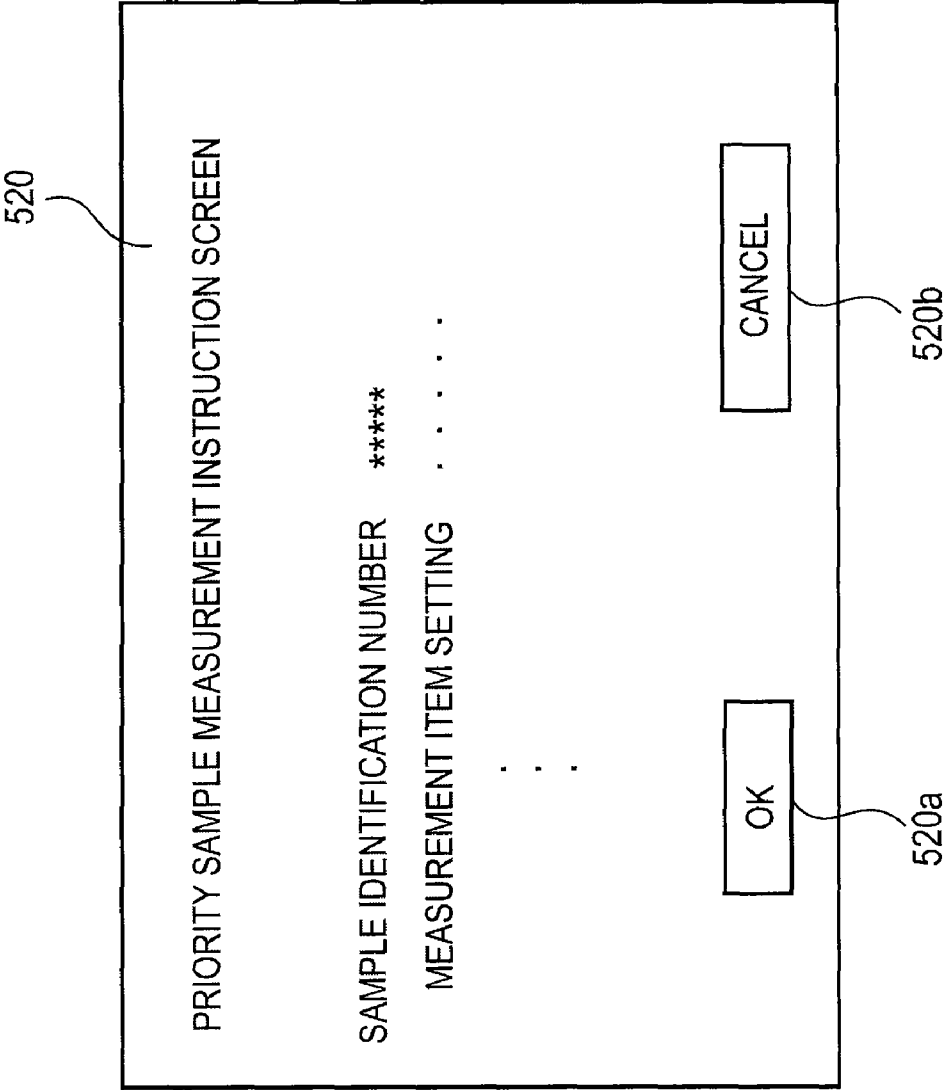 520
PRIORITY SAMPLE MEASUREMENT INSTRUCTION SCREEN
SAMPLE IDENTIFICATION NUMBER *****
MEASUREMENT ITEM SETTING . . . . .
. . .
OK CANCEL
520a 520b